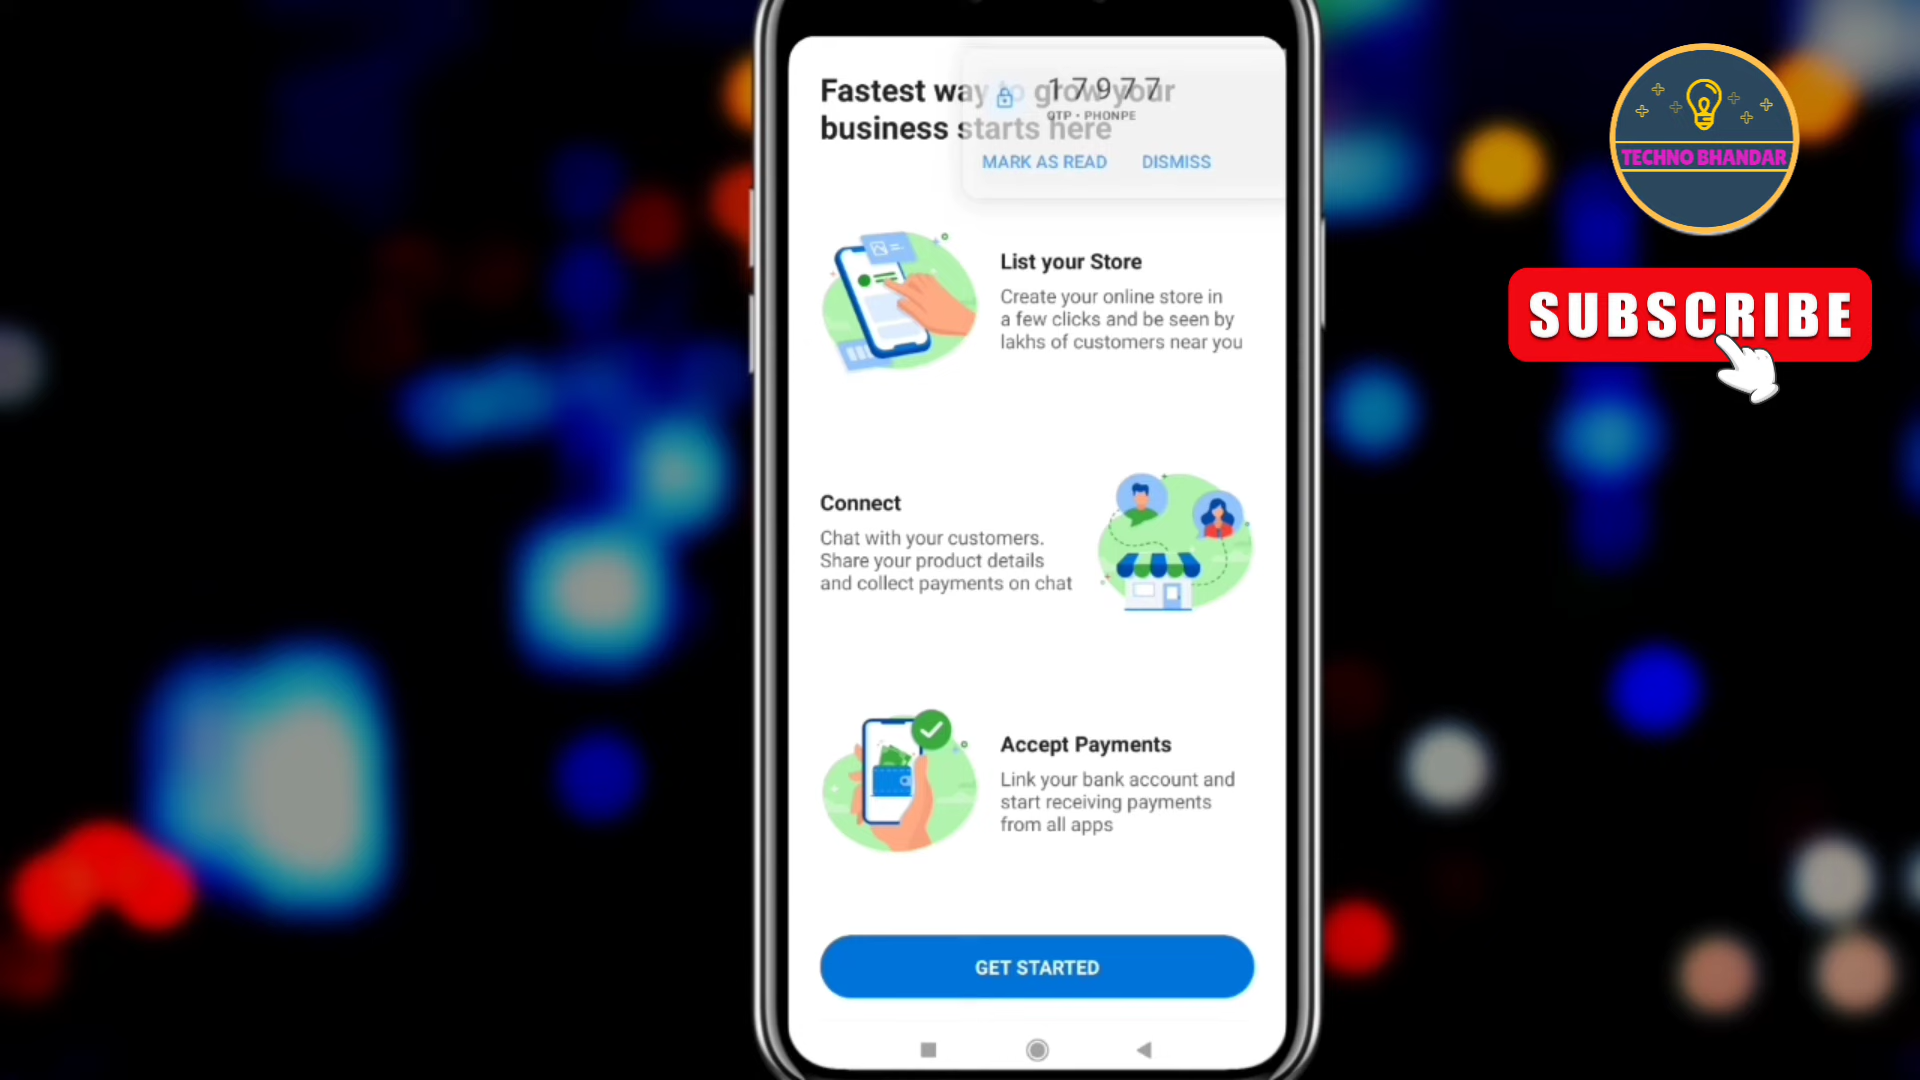 Fastest way to grow your
business starts here
17977
OTP • PHONPE
MARK AS READ DISMISS
List your Store
Create your online store in
a few clicks and be seen by
lakhs of customers near you
Connect
Chat with your customers.
Share your product details
and collect payments on chat
Accept Payments
Link your bank account and
start receiving payments
from all apps
GET STARTED
TECHNO BHANDAR
SUBSCRIBE